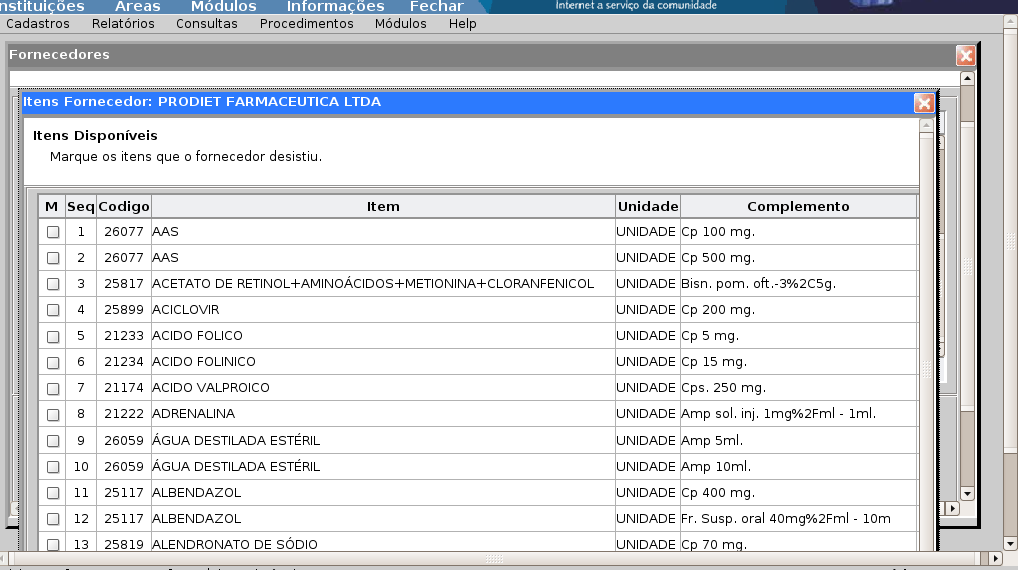 Instituições Áreas Módulos Informações Fechar
Internet a serviço da comunidade
Cadastros Relatórios Consultas Procedimentos Módulos Help
Fornecedores
Itens Fornecedor: PRODIET FARMACEUTICA LTDA
Itens Disponíveis
Marque os itens que o fornecedor desistiu.
M Seq Codigo Item Unidade Complemento
1 26077 AAS UNIDADE Cp 100 mg.
2 26077 AAS UNIDADE Cp 500 mg.
3 25817 ACETATO DE RETINOL+AMINOÁCIDOS+METIONINA+CLORANFENICOL UNIDADE Bisn. pom. oft.-3%2C5g.
4 25899 ACICLOVIR UNIDADE Cp 200 mg.
5 21233 ACIDO FOLICO UNIDADE Cp 5 mg.
6 21234 ACIDO FOLINICO UNIDADE Cp 15 mg.
7 21174 ACIDO VALPROICO UNIDADE Cps. 250 mg.
8 21222 ADRENALINA UNIDADE Amp sol. inj. 1mg%2Fml - 1ml.
9 26059 ÁGUA DESTILADA ESTÉRIL UNIDADE Amp 5ml.
10 26059 ÁGUA DESTILADA ESTÉRIL UNIDADE Amp 10ml.
11 25117 ALBENDAZOL UNIDADE Cp 400 mg.
12 25117 ALBENDAZOL UNIDADE Fr. Susp. oral 40mg%2Fml - 10m
13 25819 ALENDRONATO DE SÓDIO UNIDADE Cp 70 mg.